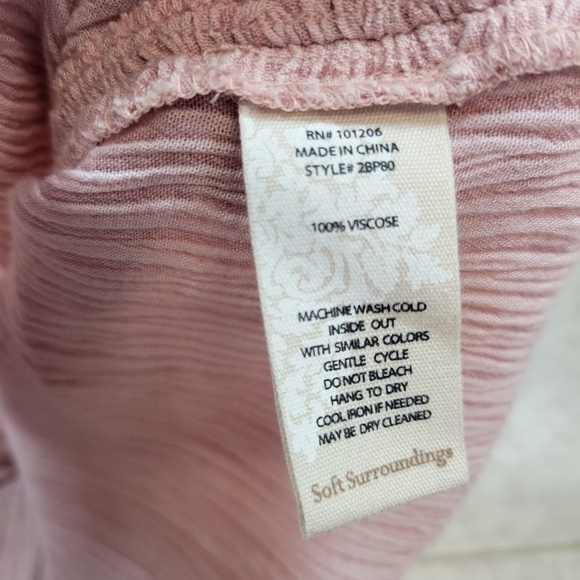 RN# 101206
MADE IN CHINA
STYLE# 2BP80
100% VISCOSE
MACHINE WASH COLD
INSIDE OUT
WITH SIMILAR COLORS
GENTLE CYCLE
DO NOT BLEACH
HANG TO DRY
COOL IRON IF NEEDED
MAY BE DRY CLEANED
Soft Surroundings